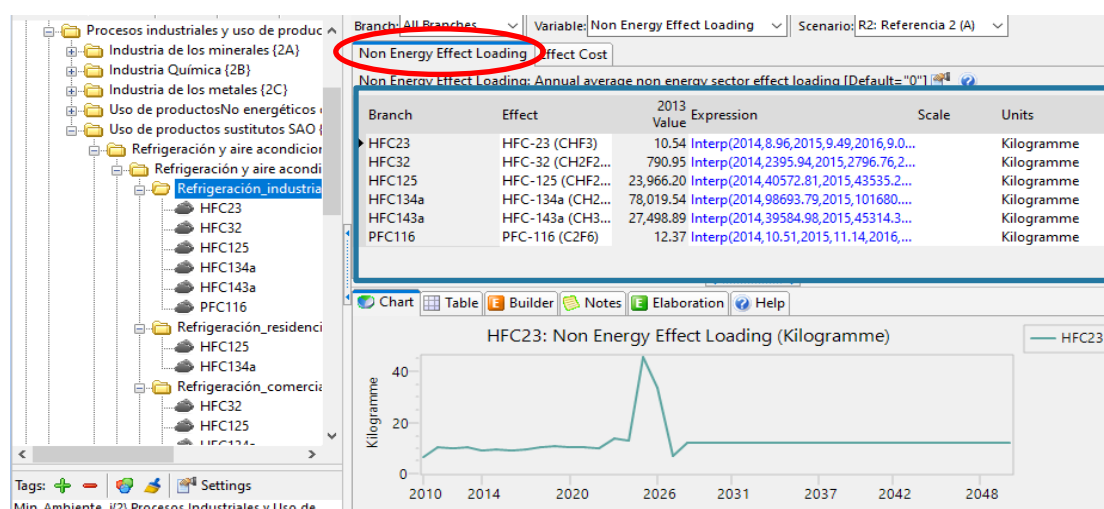 Procesos industriales y uso de produc
Industria de los minerales {2A}
Industria Química {2B}
Industria de los metales {2C}
Uso de productosNo energéticos
Uso de productos sustitutos SAO {
Refrigeración y aire acondicior
Refrigeración y aire acondi
Refrigeración_industria
HFC23
HFC32
HFC125
HFC134a
HFC143a
PFC116
Refrigeración_residenci
HFC125
HFC134a
Refrigeración_comercia
HFC32
HFC125
HFC134a
Tags: Settings
Min_Ambiente_i(2) Procesos Industriales y Uso de
Branch: All Branches Variable: Non Energy Effect Loading Scenario: R2: Referencia 2 (A)
Non Energy Effect Loading Effect Cost
Non Energy Effect Loading: Annual average non energy sector effect loading [Default="0"]
Branch Effect 2013 Value Expression Scale Units
HFC23 HFC-23 (CHF3) 10.54 Interp(2014,8.96,2015,9.49,2016,9.0... Kilogramme
HFC32 HFC-32 (CH2F2... 790.95 Interp(2014,2395.94,2015,2796.76,2... Kilogramme
HFC125 HFC-125 (CHF2... 23,966.20 Interp(2014,40572.81,2015,43535.2... Kilogramme
HFC134a HFC-134a (CH2... 78,019.54 Interp(2014,98693.79,2015,101680.... Kilogramme
HFC143a HFC-143a (CH3... 27,498.89 Interp(2014,39584.98,2015,45314.3... Kilogramme
PFC116 PFC-116 (C2F6) 12.37 Interp(2014,10.51,2015,11.14,2016,... Kilogramme
Chart Table Builder Notes Elaboration Help
HFC23: Non Energy Effect Loading (Kilogramme)
HFC23
Kilogramme
40
20
0
2010 2014 2020 2026 2031 2037 2042 2048